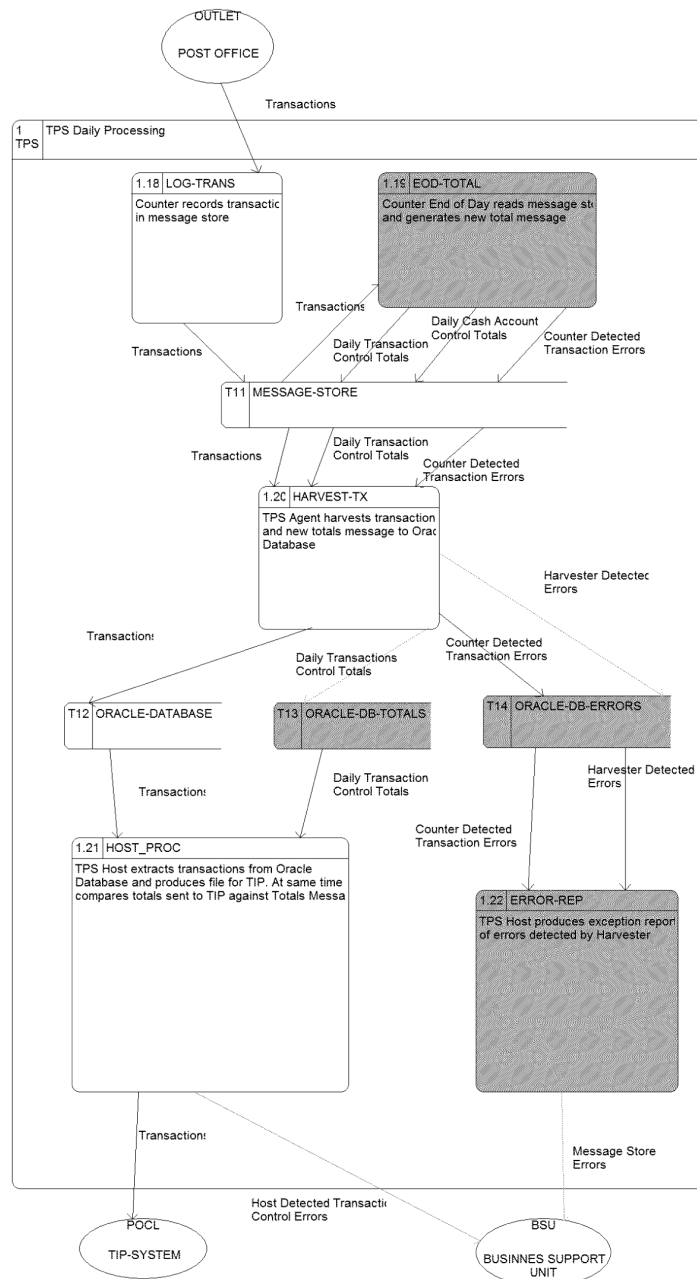 OUTLET
POST OFFICE
Transactions
1
TPS
TPS Daily Processing
1.18 LOG-TRANS
Counter records transactic
in message store
1.19 EOD-TOTAL
Counter End of Day reads message sto
and generates new total message
Transactions
Daily Transaction
Control Totals
Daily Cash Account
Control Totals
Counter Detected
Transaction Errors
Transactions
T11 MESSAGE-STORE
Transactions
Daily Transaction
Control Totals
Counter Detected
Transaction Errors
1.20 HARVEST-TX
TPS Agent harvests transaction
and new totals message to Orac
Database
Harvester Detectec
Errors
Transactions
Daily Transactions
Control Totals
Counter Detected
Transaction Errors
T12 ORACLE-DATABASE
T13 ORACLE-DB-TOTALS
T14 ORACLE-DB-ERRORS
Transactions
Daily Transaction
Control Totals
Harvester Detected
Errors
Counter Detected
Transaction Errors
1.21 HOST_PROC
TPS Host extracts transactions from Oracle
Database and produces file for TIP. At same time
compares totals sent to TIP against Totals Messa
1.22 ERROR-REP
TPS Host produces exception report
of errors detected by Harvester
Transactions
Message Store
Errors
Host Detected Transactic
Control Errors
POCL
TIP-SYSTEM
BSU
BUSINNES SUPPORT
UNIT